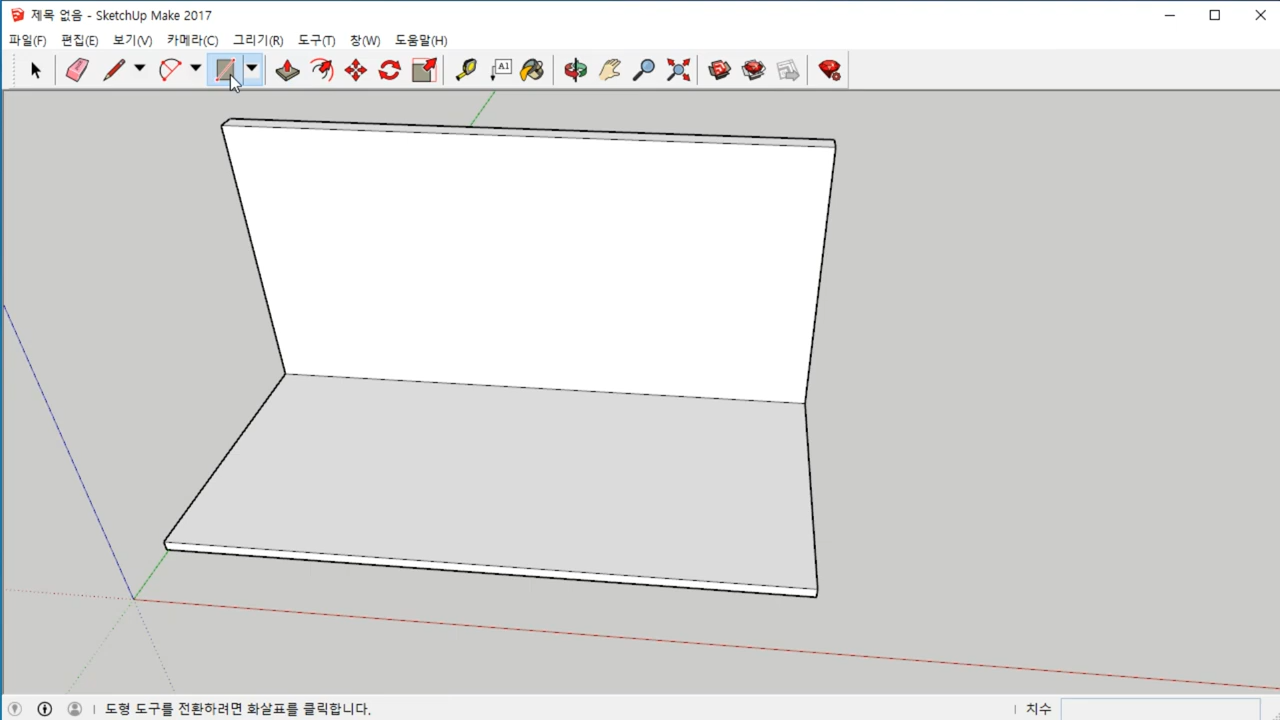 제목 없음 - SketchUp Make 2017
파일(F) 편집(E) 보기(V) 카메라(C) 그리기(R) 도구(T) 창(W) 도움말(H)
A1
도형 도구를 전환하려면 화살표를 클릭합니다.
치수